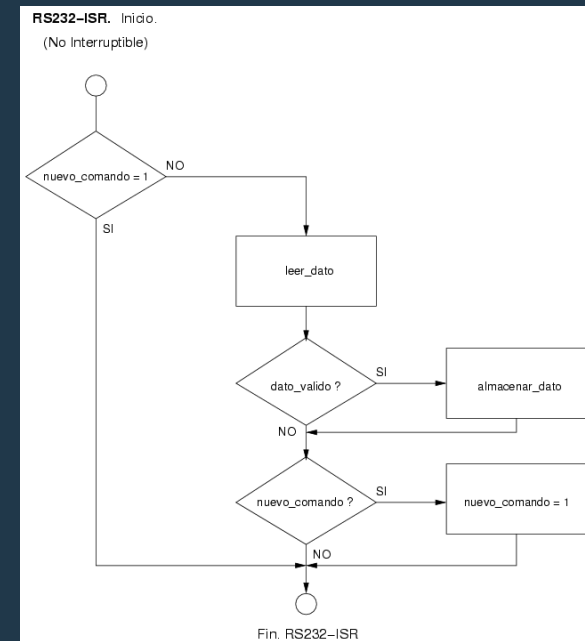 RS232–ISR. Inicio.
(No Interruptible)
nuevo_comando = 1
NO
SI
leer_dato
dato_valido ?
SI
almacenar_dato
NO
nuevo_comando ?
SI
nuevo_comando = 1
NO
Fin. RS232–ISR